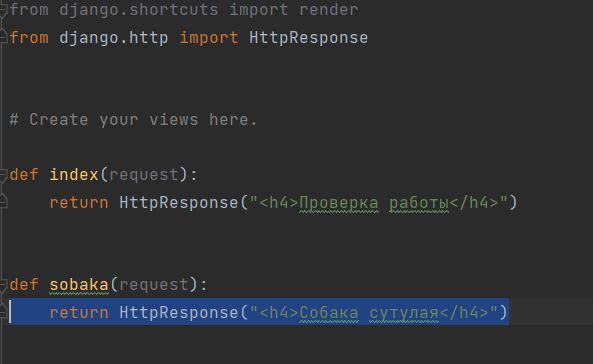 from django.shortcuts import render
from django.http import HttpResponse
# Create your views here.
def index(request):
return HttpResponse("<h4>Проверка работы</h4>")
def sobaka(request):
return HttpResponse("<h4>Собака сутулая</h4>")